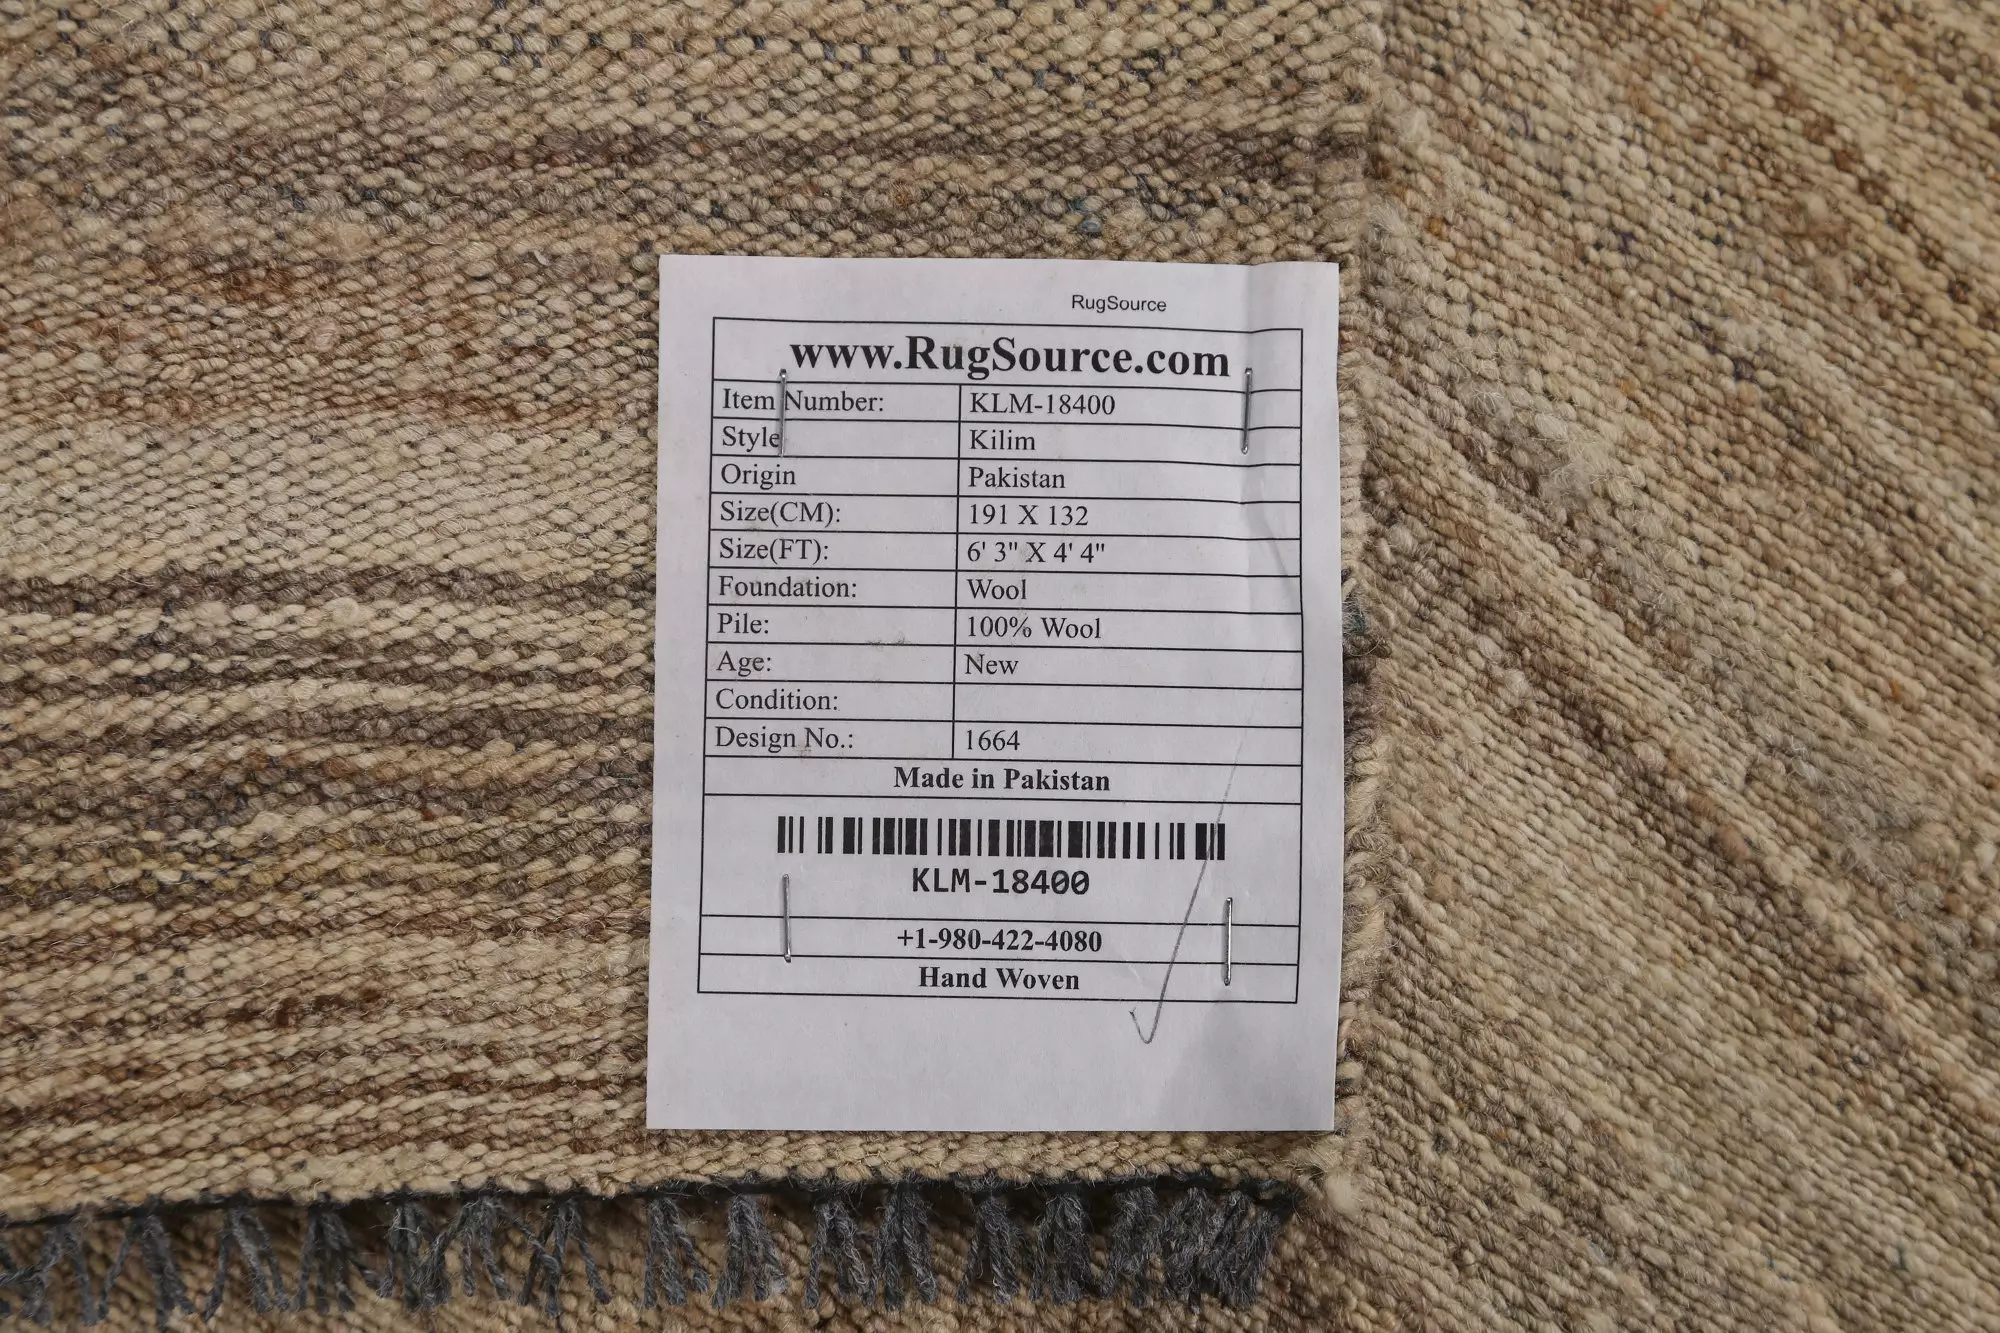 RugSource
www.RugSource.com
Item Number: KLM-18400
Style Kilim
Origin Pakistan
Size(CM): 191 X 132
Size(FT): 6' 3" X 4' 4"
Foundation: Wool
Pile: 100% Wool
Age: New
Condition:
Design No.: 1664
Made in Pakistan
KLM-18400
+1-980-422-4080
Hand Woven